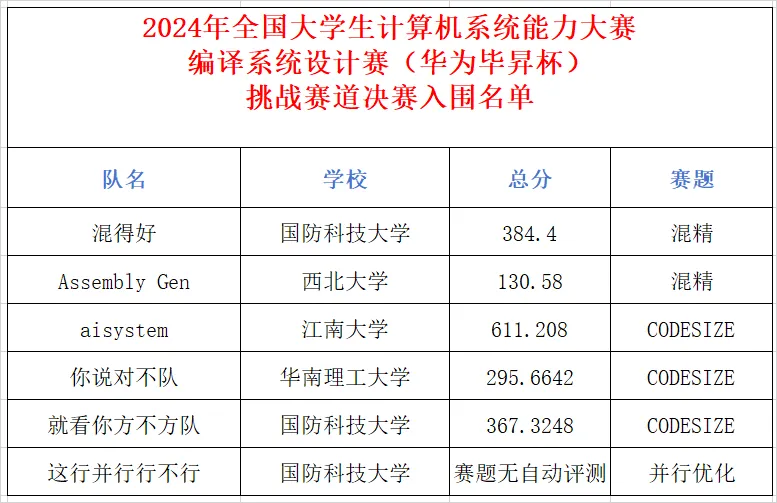 2024年全国大学生计算机系统能力大赛
编译系统设计赛（华为毕昇杯）
挑战赛道决赛入围名单
队名 学校 总分 赛题
混得好 国防科技大学 384.4 混精
Assembly Gen 西北大学 130.58 混精
aisystem 江南大学 611.208 CODESIZE
你说对不队 华南理工大学 295.6642 CODESIZE
就看你方不方队 国防科技大学 367.3248 CODESIZE
这行并行行不行 国防科技大学 赛题无自动评测 并行优化